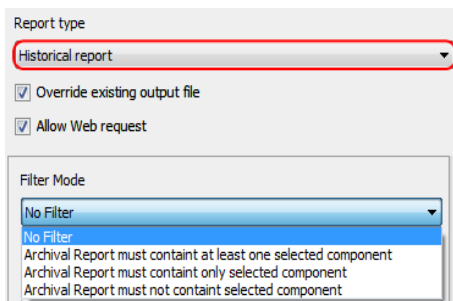 Report type
Historical report
Override existing output file
Allow Web request
Filter Mode
No Filter
No Filter
Archival Report must containt at least one selected component
Archival Report must containt only selected component
Archival Report must not containt selected component